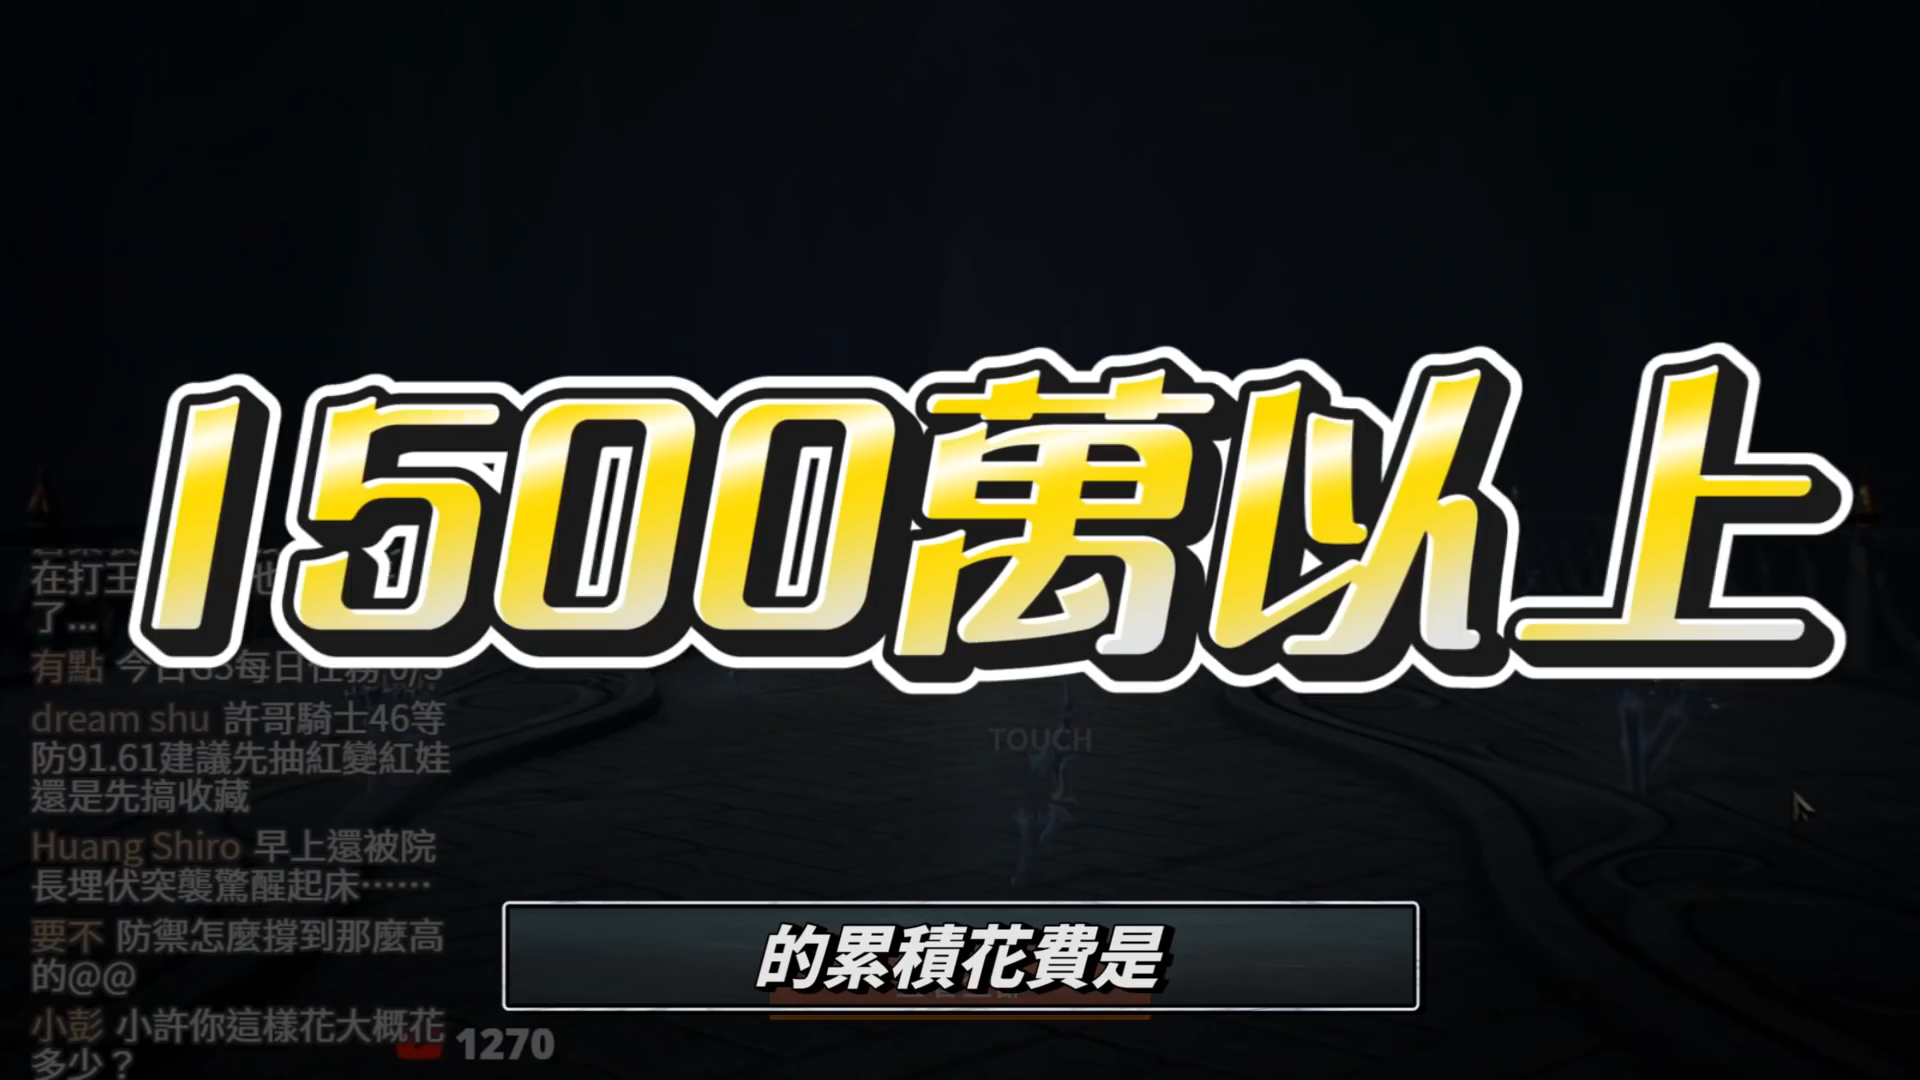 1500萬以上
在打王
了...
有點 今日G5每日任務 0/5
dream shu 許哥騎士46等
防91.61建議先抽紅變紅娃
還是先搞收藏
Huang Shiro 早上還被院
長埋伏突襲驚醒起床……
要不 防禦怎麼撐到那麼高
的@@
小彭 小許你這樣花大概花
多少？
1270
TOUCH
的累積花費是